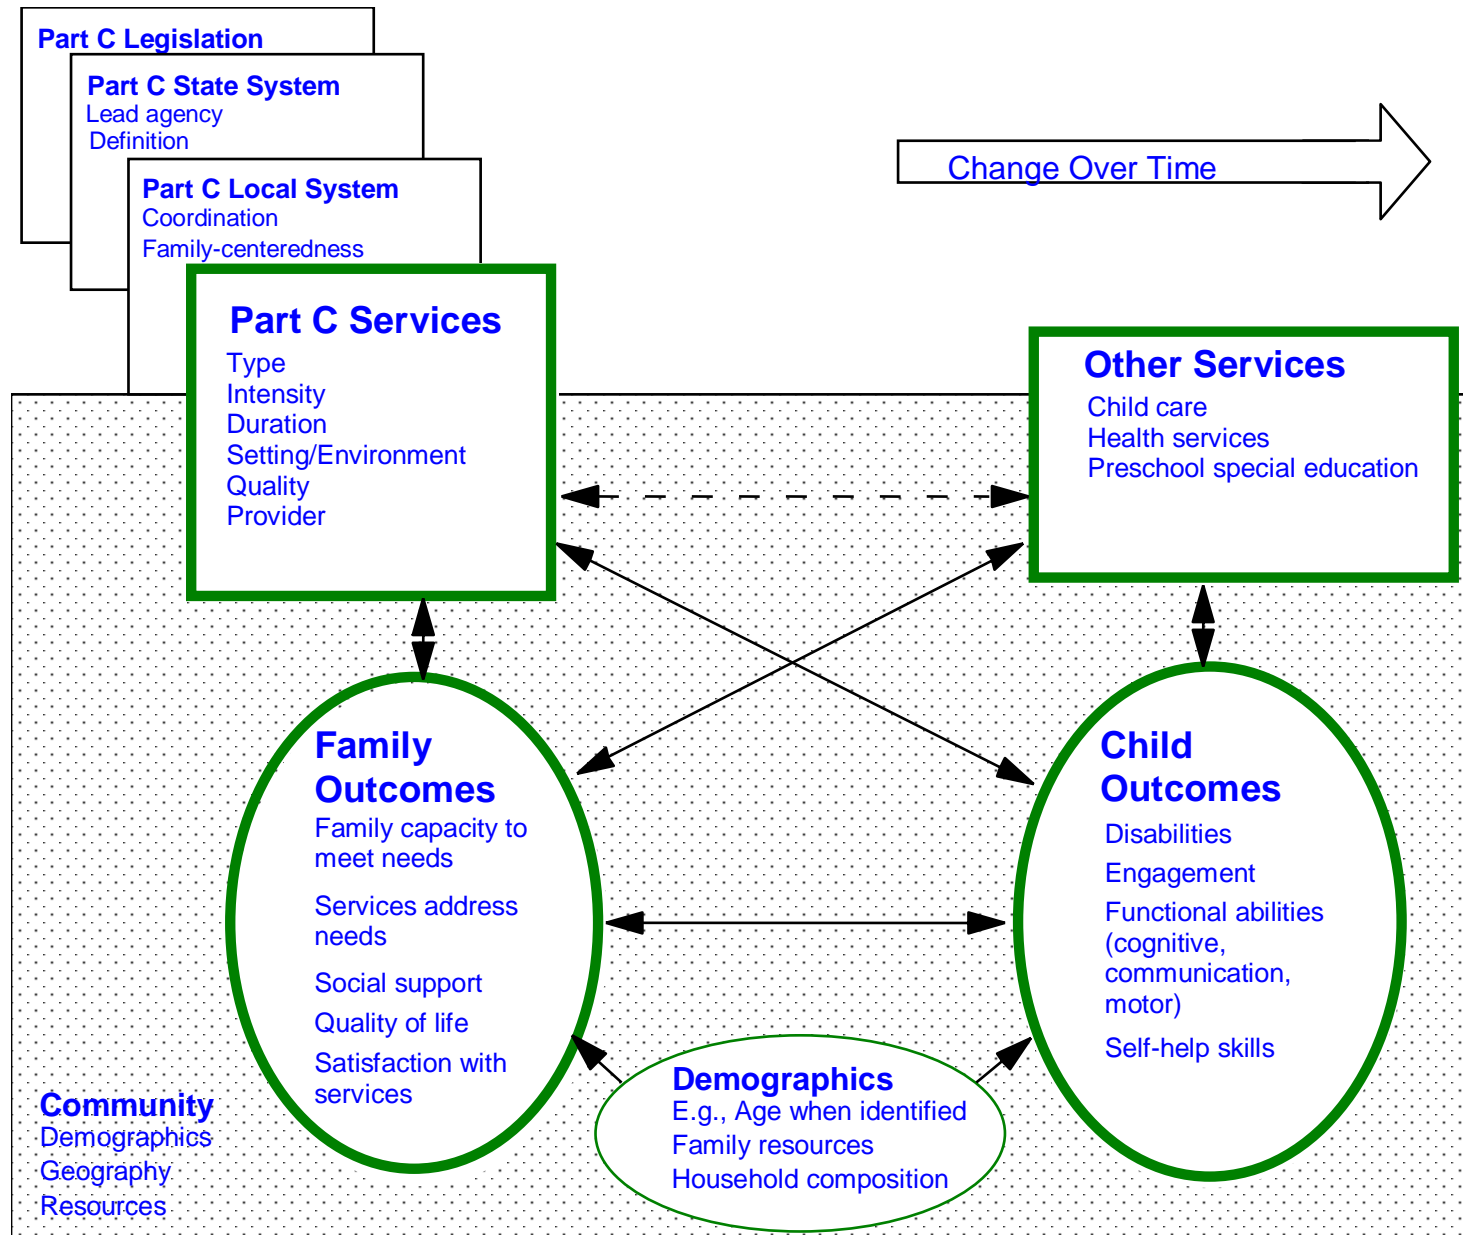 Part C Legislation
Part C State System
Lead agency
Definition
Part C Local System
Coordination
Family-centeredness
Change Over Time
Part C Services
Type
Intensity
Duration
Setting/Environment
Quality
Provider
Other Services
Child care
Health services
Preschool special education
Family
Outcomes
Family capacity to
meet needs
Services address
needs
Social support
Quality of life
Satisfaction with
services
Child
Outcomes
Disabilities
Engagement
Functional abilities
(cognitive,
communication,
motor)
Self-help skills
Demographics
E.g., Age when identified
Family resources
Household composition
Community
Demographics
Geography
Resources